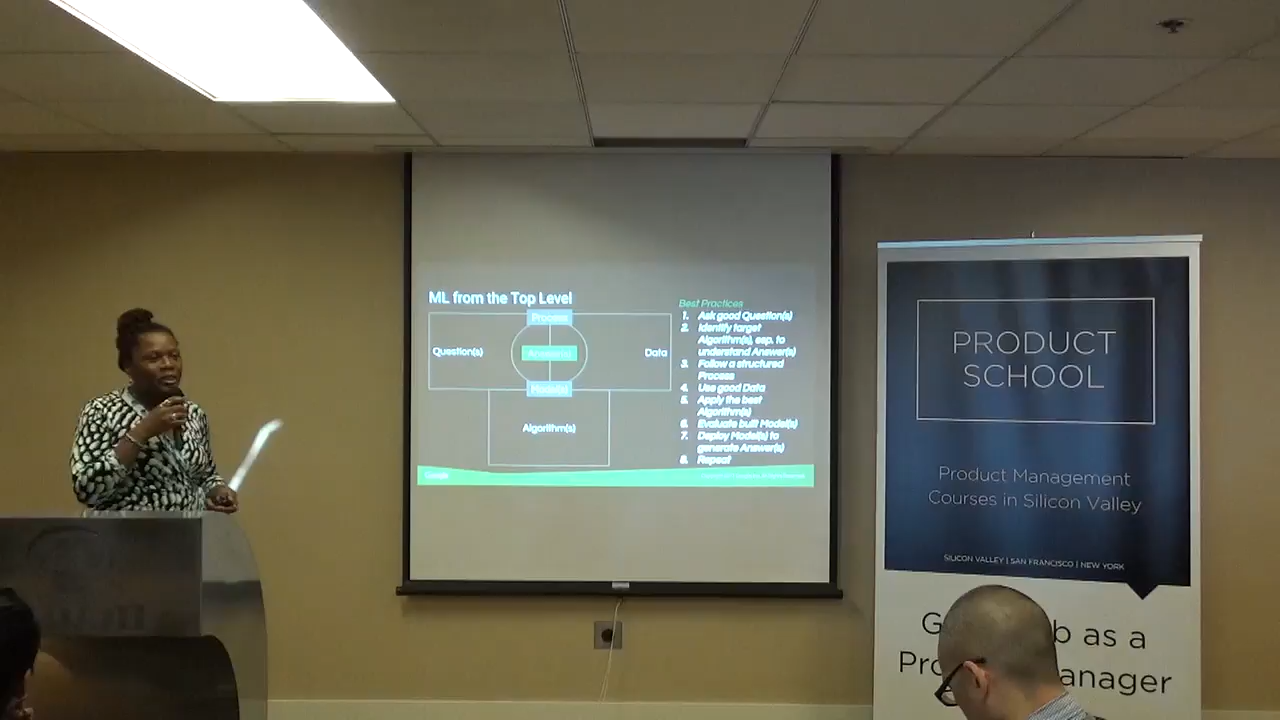 ML from the Top Level
Process
Question(s)
Answer(s)
Data
Model(s)
Algorithm(s)
Best Practices
1. Ask good Question(s)
2. Identify target
Algorithm(s), esp. to
understand Answer(s)
3. Follow a structured
Process
4. Use good Data
5. Apply the best
Algorithm(s)
6. Evaluate built Model(s)
7. Deploy Model(s) to
generate Answer(s)
8. Repeat
PRODUCT
SCHOOL
Product Management
Courses in Silicon Valley
SILICON VALLEY | SAN FRANCISCO | NEW YORK
as a